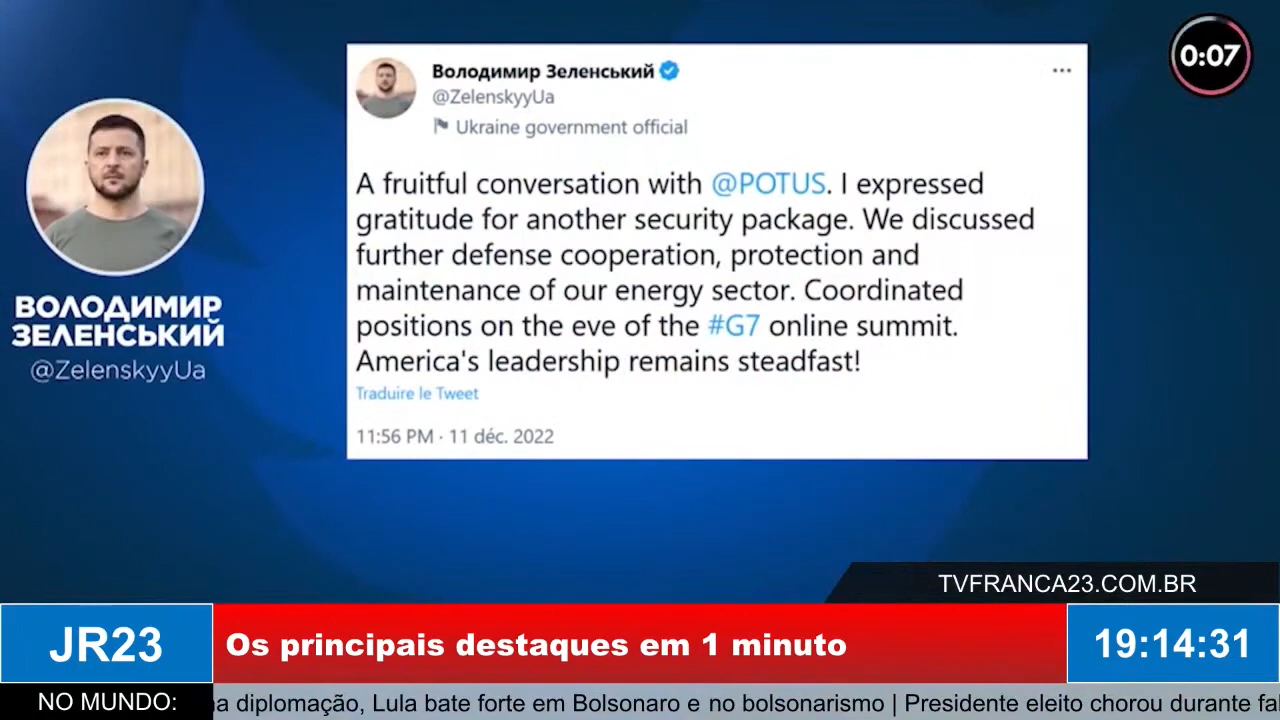 0:07
Володимир Зеленський
@ZelenskyyUa
Ukraine government official
A fruitful conversation with @POTUS. I expressed
gratitude for another security package. We discussed
further defense cooperation, protection and
maintenance of our energy sector. Coordinated
positions on the eve of the #G7 online summit.
America's leadership remains steadfast!
Traduire le Tweet
11:56 PM · 11 déc. 2022
ВОЛОДИМИР
ЗЕЛЕНСЬКИЙ
@ZelenskyyUa
TVFRANCA23.COM.BR
JR23
Os principais destaques em 1 minuto
19:14:31
NO MUNDO:
diplomação, Lula bate forte em Bolsonaro e no bolsonarismo | Presidente eleito chorou durante